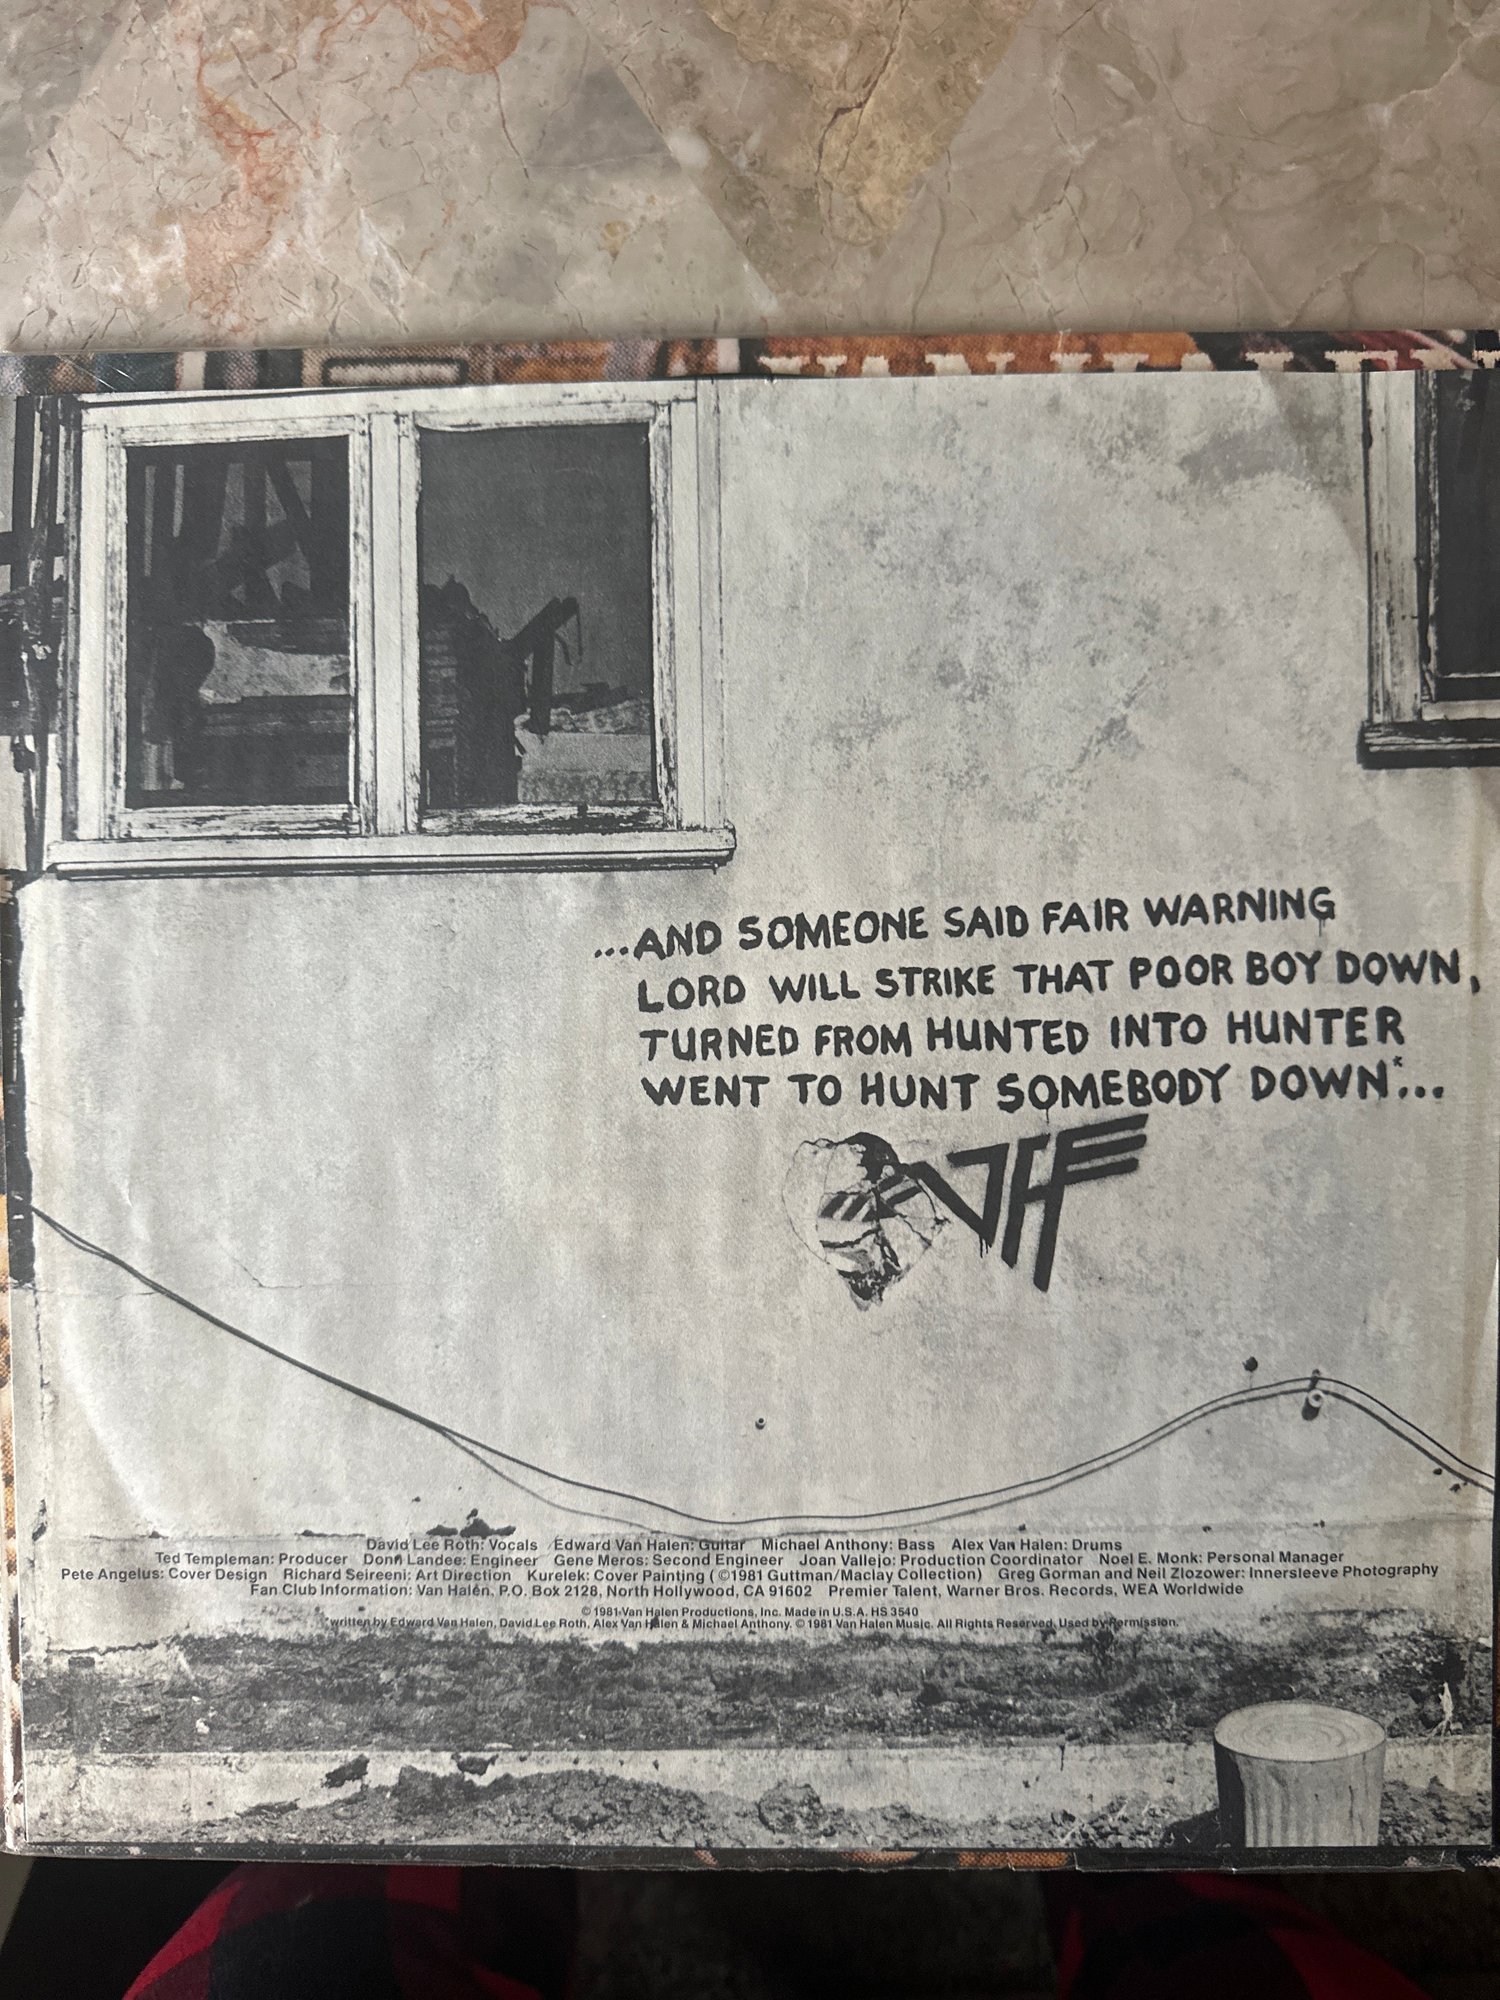 VAN HALEN
...AND SOMEONE SAID FAIR WARNING
LORD WILL STRIKE THAT POOR BOY DOWN,
TURNED FROM HUNTED INTO HUNTER
WENT TO HUNT SOMEBODY DOWN*...
VH
David Lee Roth: Vocals Edward Van Halen: Guitar Michael Anthony: Bass Alex Van Halen: Drums
Ted Templeman: Producer Donn Landee: Engineer Gene Meros: Second Engineer Joan Vallejo: Production Coordinator Noel E. Monk: Personal Manager
Pete Angelus: Cover Design Richard Seireeni: Art Direction Kurelek: Cover Painting (©1981 Guttman/Maclay Collection) Greg Gorman and Neil Zlozower: Innersleeve Photography
Fan Club Information: Van Halen, P.O. Box 2128, North Hollywood, CA 91602 Premier Talent, Warner Bros. Records, WEA Worldwide
© 1981 Van Halen Productions, Inc. Made in U.S.A. HS 3540
*written by Edward Van Halen, David Lee Roth, Alex Van Halen & Michael Anthony. © 1981 Van Halen Music. All Rights Reserved. Used by Permission.